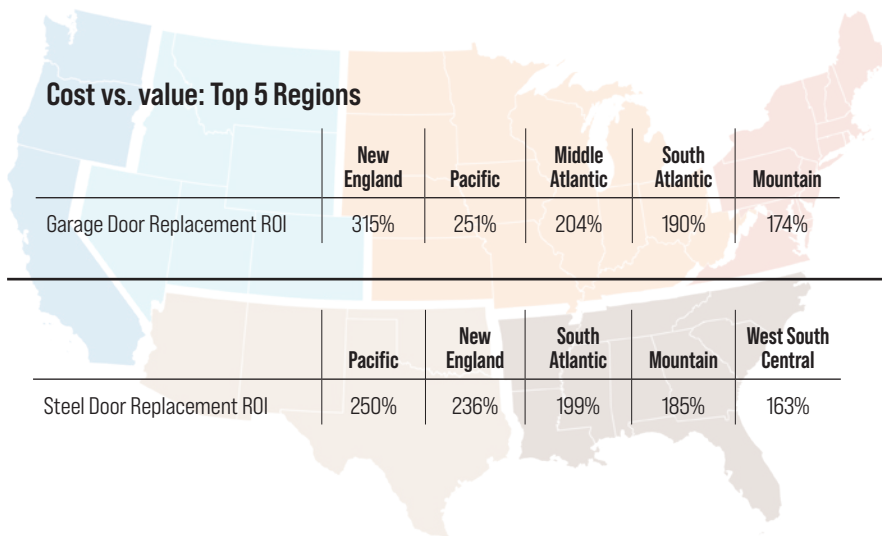 Cost vs. value: Top 5 Regions
New England Pacific Middle Atlantic South Atlantic Mountain
Garage Door Replacement ROI 315% 251% 204% 190% 174%
Pacific New England South Atlantic Mountain West South Central
Steel Door Replacement ROI 250% 236% 199% 185% 163%